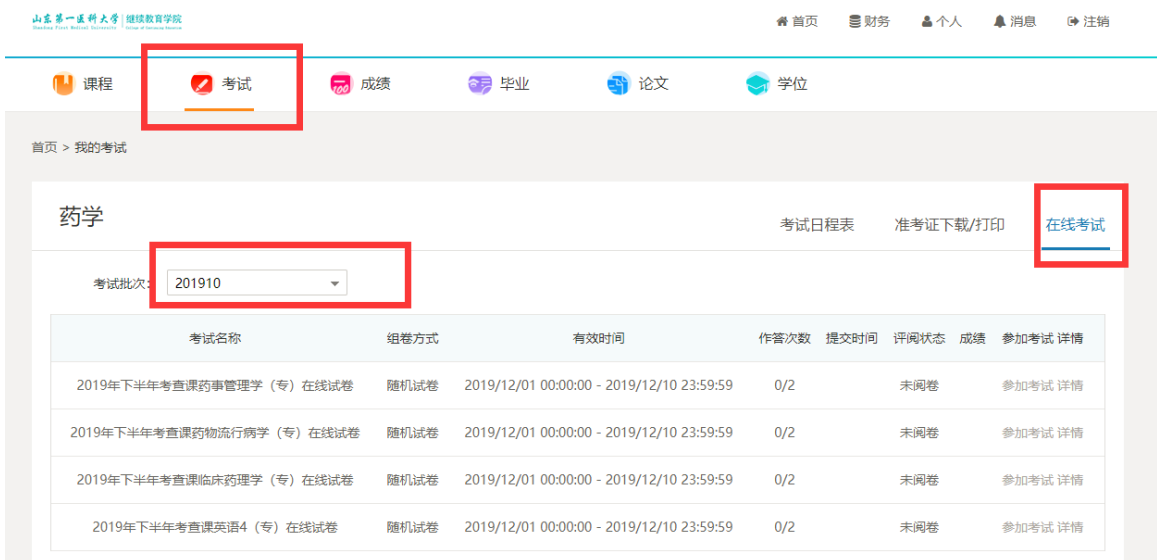 山东第一医科大学 继续教育学院
首页 财务 个人 消息 注销
课程 考试 成绩 毕业 论文 学位
首页 > 我的考试
药学
考试日程表 准考证下载/打印 在线考试
考试批次: 201910
考试名称 组卷方式 有效时间 作答次数 提交时间 评阅状态 成绩 参加考试 详情
2019年下半年考查课药事管理学（专）在线试卷 随机试卷 2019/12/01 00:00:00 - 2019/12/10 23:59:59 0/2 未阅卷 参加考试 详情
2019年下半年考查课药物流行病学（专）在线试卷 随机试卷 2019/12/01 00:00:00 - 2019/12/10 23:59:59 0/2 未阅卷 参加考试 详情
2019年下半年考查课临床药理学（专）在线试卷 随机试卷 2019/12/01 00:00:00 - 2019/12/10 23:59:59 0/2 未阅卷 参加考试 详情
2019年下半年考查课英语4（专）在线试卷 随机试卷 2019/12/01 00:00:00 - 2019/12/10 23:59:59 0/2 未阅卷 参加考试 详情